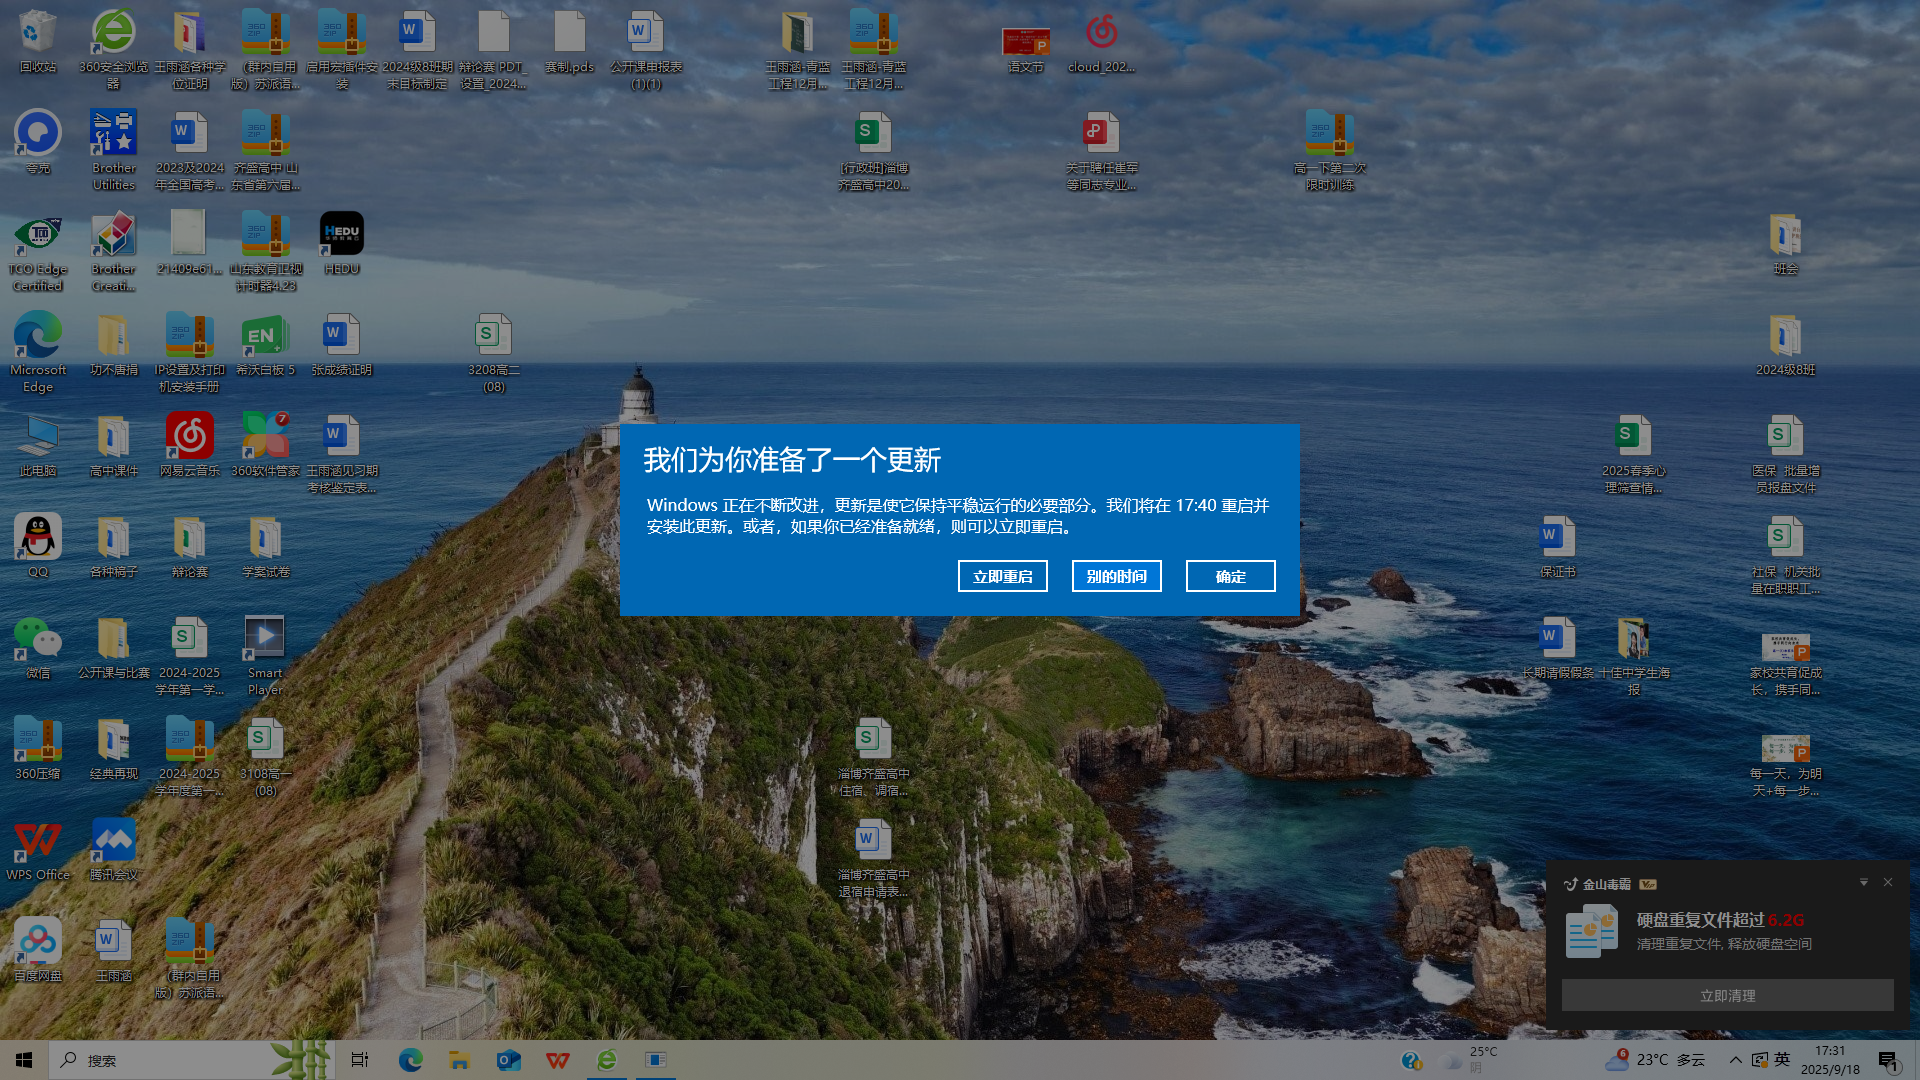 回收站
360安全浏览
器
王雨涵各种学
位证明
（群内自用
版）苏派语...
启用宏插件安
装
2024级8班期
末目标制定
辩论赛 PDT_
设置_2024...
赛制.pds
公开课申报表
(1)(1)
王雨涵-青蓝
工程12月...
王雨涵-青蓝
工程12月...
语文节
cloud_202...
夸克
Brother
Utilities
2023及2024
年全国高考...
齐盛高中 山
东省第六届...
[行政班]淄博
齐盛高中20...
关于聘任崔军
等同志专业...
高一下第二次
限时训练
TCO Edge
Certified
Brother
Creati...
21409e61...
山东教育卫视
计时器4.23
HEDU
班会
Microsoft
Edge
功不唐捐
IP设置及打印
机安装手册
希沃白板 5
张成绩证明
3208高二
(08)
2024级8班
此电脑
高中课件
网易云音乐
360软件管家
王雨涵见习期
考核鉴定表...
2025春季心
理筛查情...
医保_批量增
员报盘文件
我们为你准备了一个更新
Windows 正在不断改进，更新是使它保持平稳运行的必要部分。我们将在 17:40 重启并
安装此更新。或者，如果你已经准备就绪，则可以立即重启。
立即重启
别的时间
确定
QQ
各种稿子
辩论赛
学案试卷
保证书
社保_机关批
量在职职工...
微信
公开课与比赛
2024-2025
学年第一学...
Smart
Player
长期请假假条
十佳中学生海
报
家校共育促成
长，携手同...
360压缩
经典再现
2024-2025
学年度第一...
3108高一
(08)
淄博齐盛高中
住宿、调宿...
每一天，为明
天+每一步...
WPS Office
腾讯会议
淄博齐盛高中
退宿申请表...
百度网盘
王雨涵
（群内自用
版）苏派语...
金山毒霸
硬盘重复文件超过6.2G
清理重复文件, 释放硬盘空间
立即清理
搜索
25°C
阴
6
23°C 多云
英
17:31
2025/9/18
1